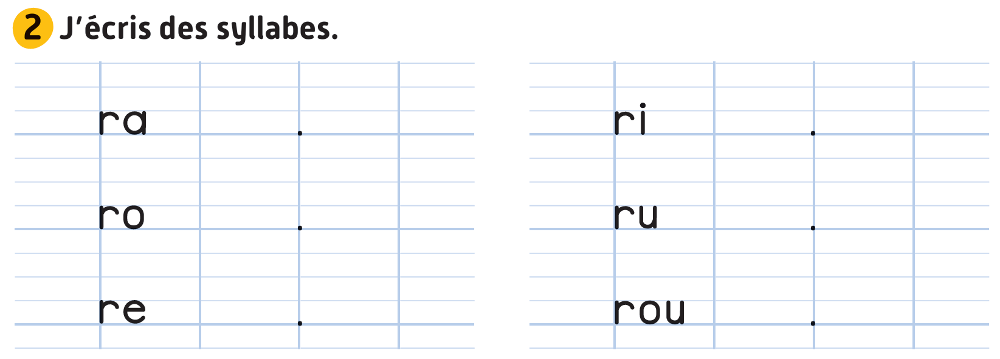 2 J'écris des syllabes.
ra . ri .
ro . ru .
re . rou .